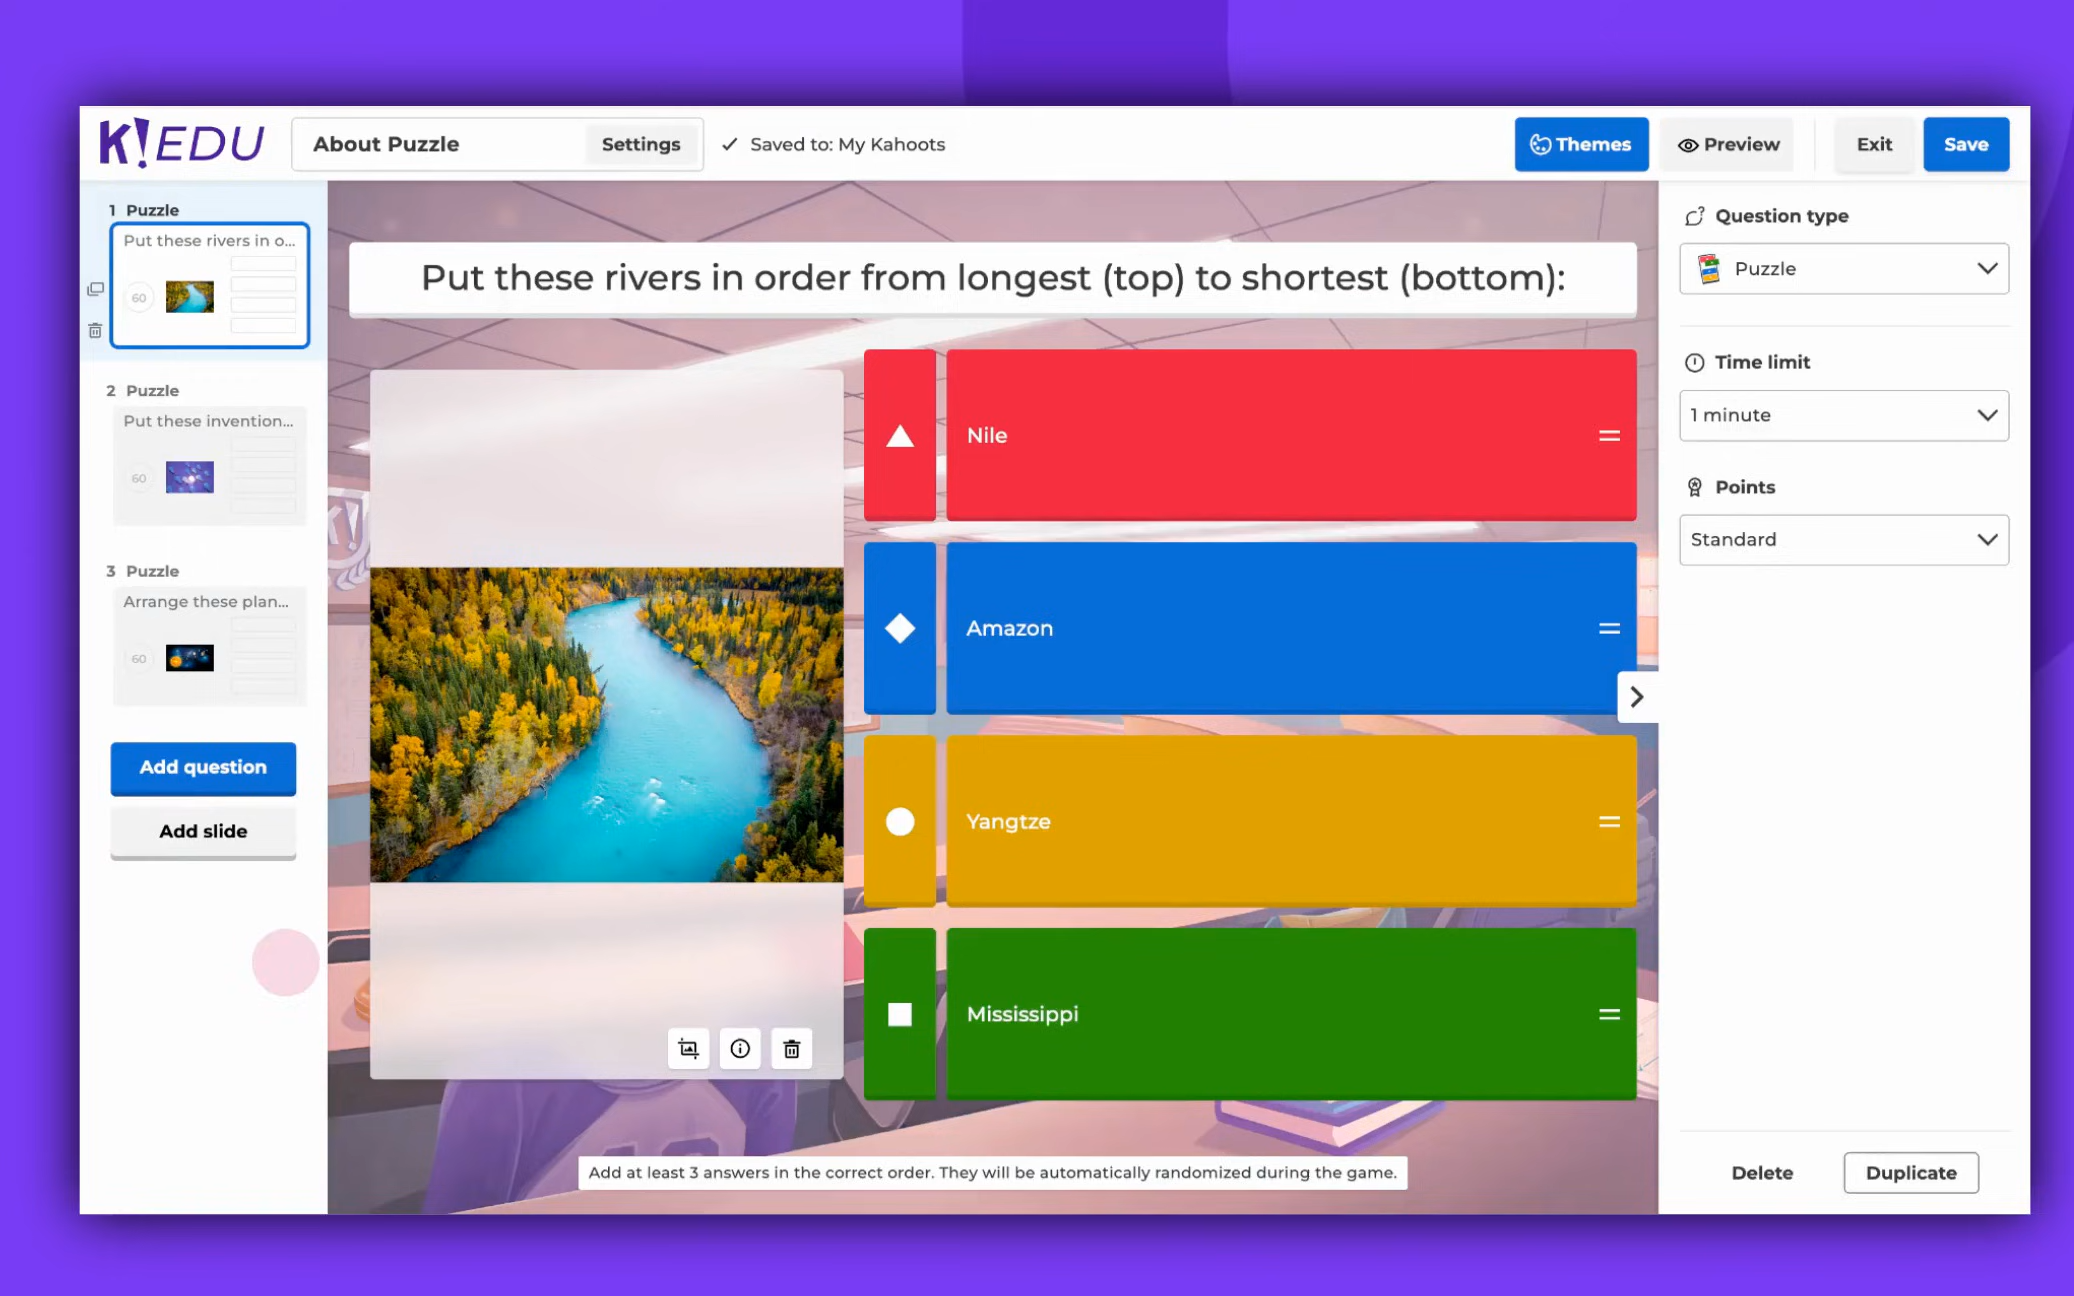 K!EDU
About Puzzle
Settings
Saved to: My Kahoots
Themes
Preview
Exit
Save
1 Puzzle
Put these rivers in o...
60
2 Puzzle
Put these invention...
60
3 Puzzle
Arrange these plan...
60
Add question
Add slide
Put these rivers in order from longest (top) to shortest (bottom):
Nile
Amazon
Yangtze
Mississippi
Add at least 3 answers in the correct order. They will be automatically randomized during the game.
Question type
Puzzle
Time limit
1 minute
Points
Standard
Delete
Duplicate